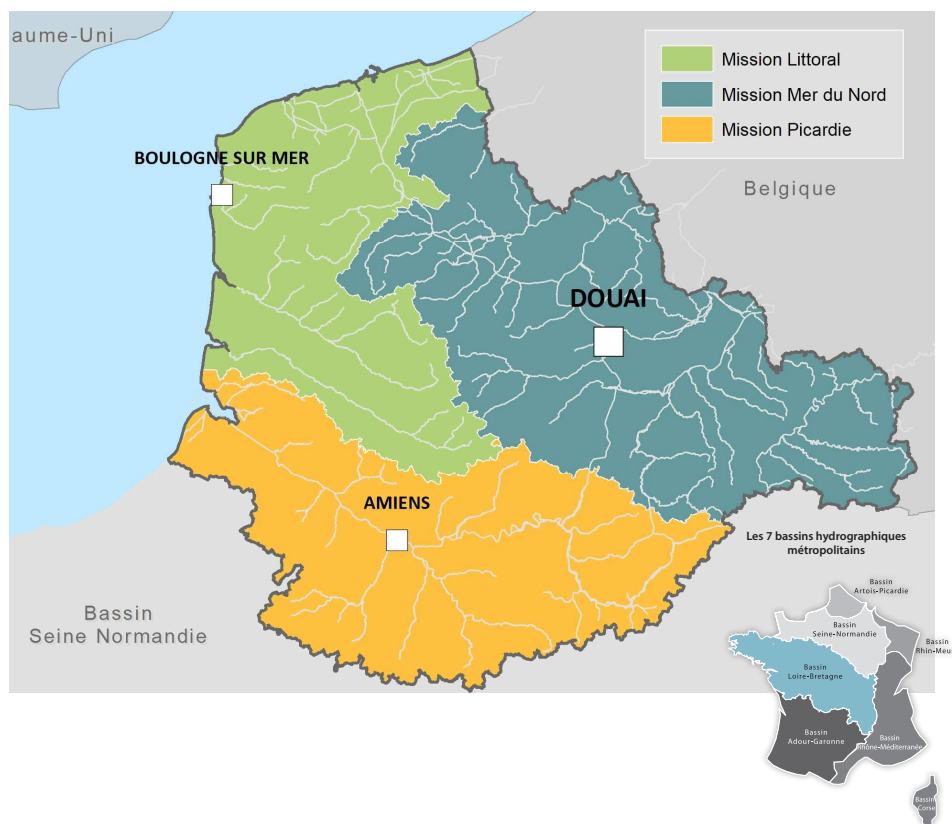 aume-Uni
Mission Littoral
Mission Mer du Nord
Mission Picardie
BOULOGNE SUR MER
Belgique
DOUAI
AMIENS
Les 7 bassins hydrographiques
métropolitains
Bassin
Seine Normandie
Bassin
Artois-Picardie
Bassin
Seine-Normandie
Bassin
Rhin-Meu
Bassin
Loire-Bretagne
Bassin
Adour-Garonne
Bassin
Rhône-Méditerranée
Bassin
Corse